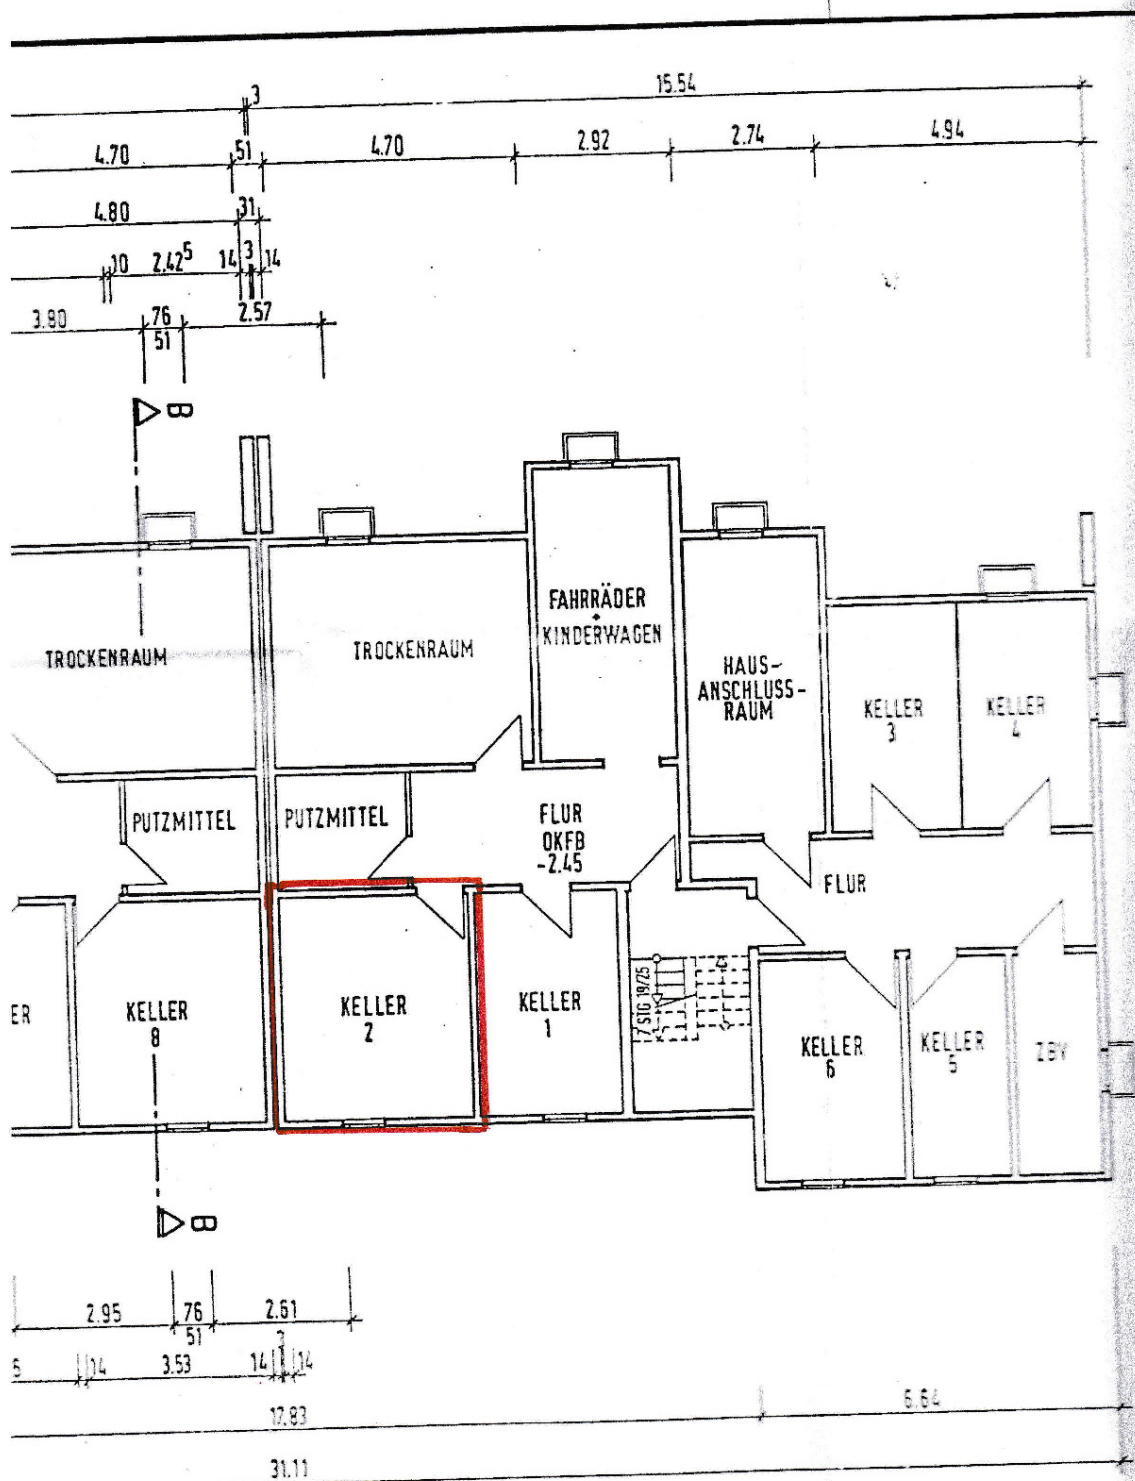 3
15.54
4.70
51
4.70
2.92
2.74
4.94
4.80
31
10
2.42⁵
14
3
14
3.80
76
51
2.57
B
FAHRRÄDER
+
KINDERWAGEN
TROCKENRAUM
TROCKENRAUM
HAUS-
ANSCHLUSS-
RAUM
KELLER
3
KELLER
4
PUTZMITTEL
PUTZMITTEL
FLUR
OKFB
-2.45
FLUR
ER
KELLER
8
KELLER
2
KELLER
1
7 STG 19/25
KELLER
6
KELLER
5
ZBV
B
2.95
76
51
2.61
14
3.53
14
3
14
17.83
6.64
31.11